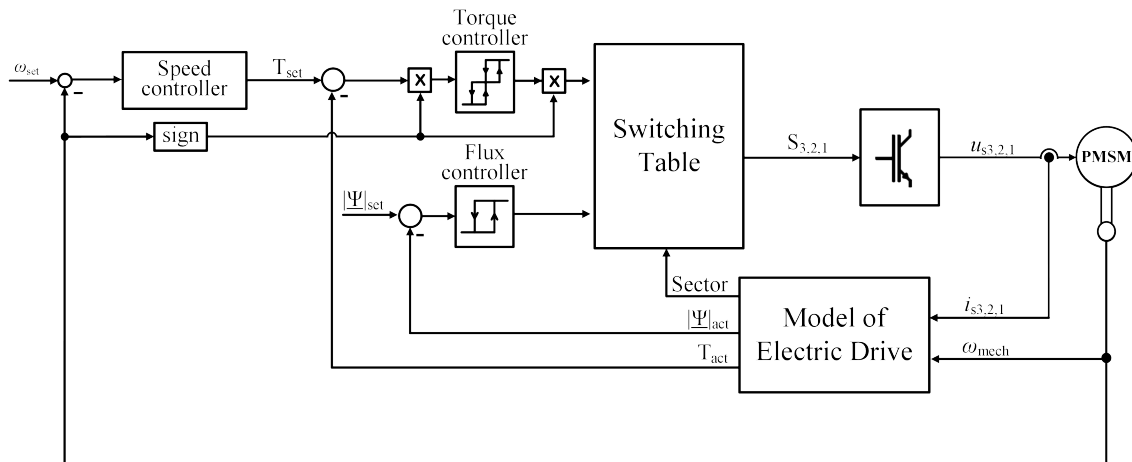 Torque
controller
ω_set
Speed
controller
T_set
-
-
X
X
sign
Switching
Table
S_3,2,1
u_s3,2,1
PMSM
Flux
controller
|Ψ|_set
-
Sector
|Ψ|_act
T_act
Model of
Electric Drive
i_s3,2,1
ω_mech